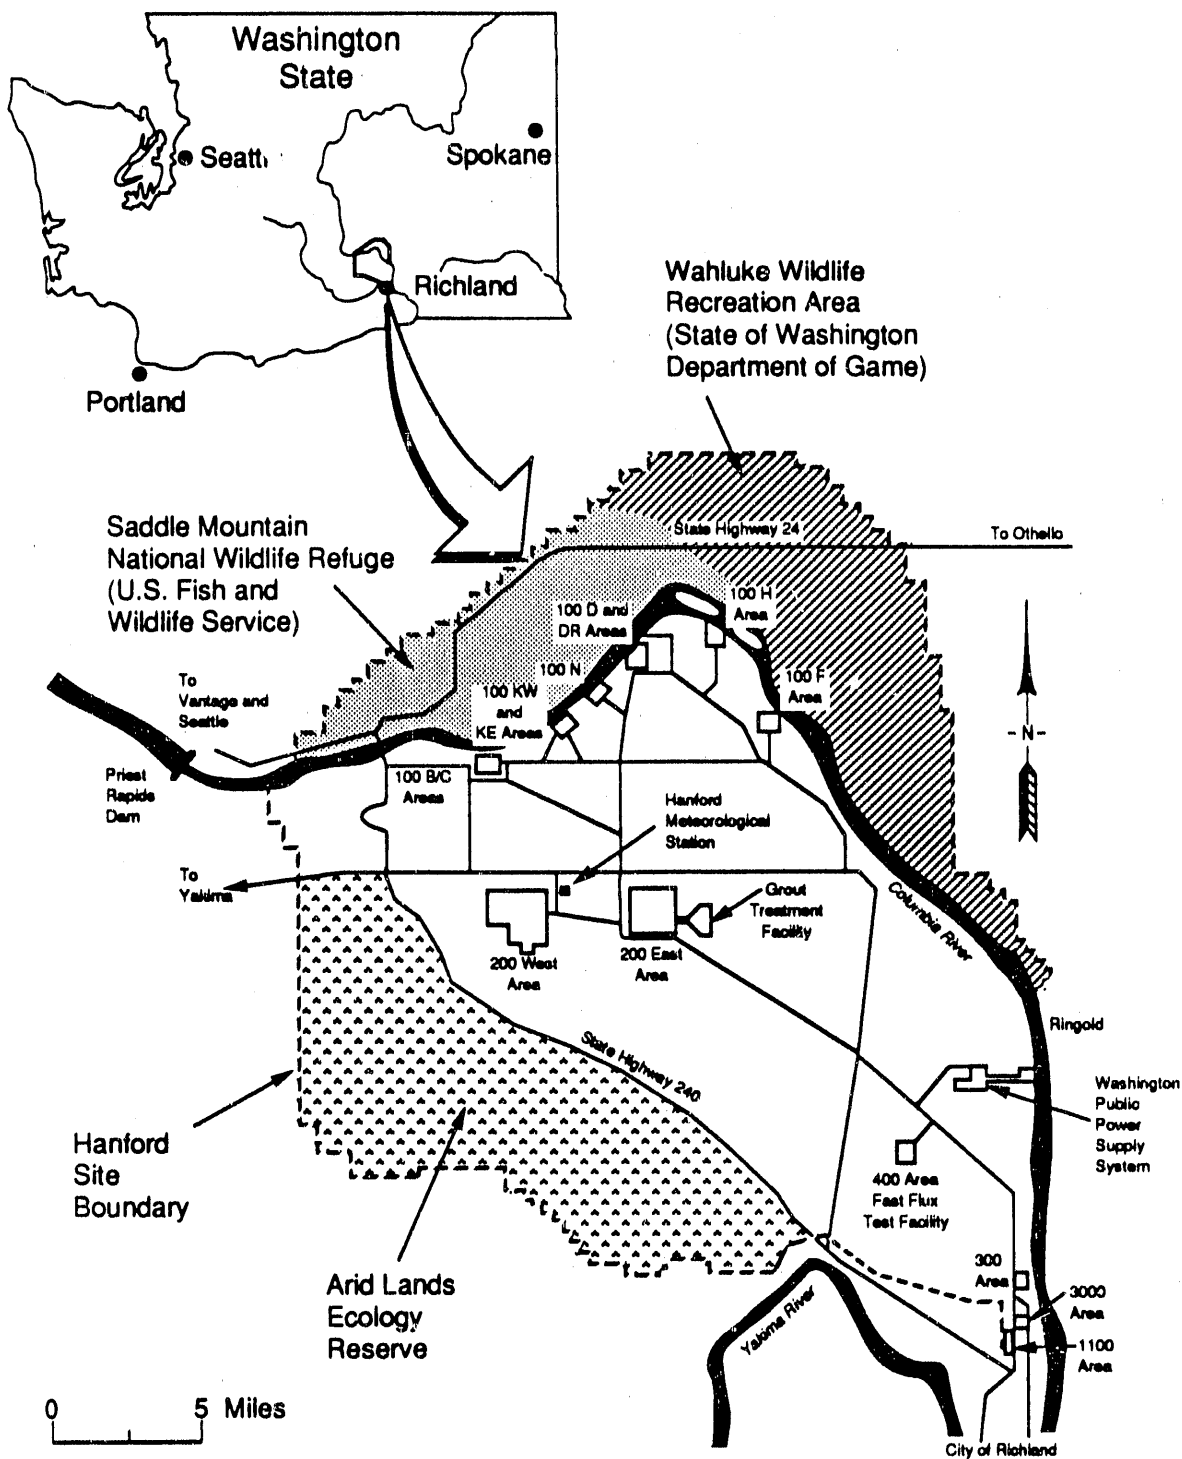 Washington
State
Seattl
Spokane
Richland
Portland
Wahluke Wildlife
Recreation Area
(State of Washington
Department of Game)
Saddle Mountain
National Wildlife Refuge
(U.S. Fish and
Wildlife Service)
State Highway 24
To Othello
100 H
Area
100 D and
DR Areas
100 N
100 F
Area
100 KW
and
KE Areas
To
Vantage and
Seattle
Priest
Rapids
Dam
100 B/C
Areas
-N-
Hanford
Meteorological
Station
To
Yakima
Grout
Treatment
Facility
Columbia River
200 West
Area
200 East
Area
Ringold
State Highway 240
Washington
Public
Power
Supply
System
Hanford
Site
Boundary
400 Area
Fast Flux
Test Facility
Arid Lands
Ecology
Reserve
300
Area
3000
Area
1100
Area
Yakima River
0 5 Miles
City of Richland